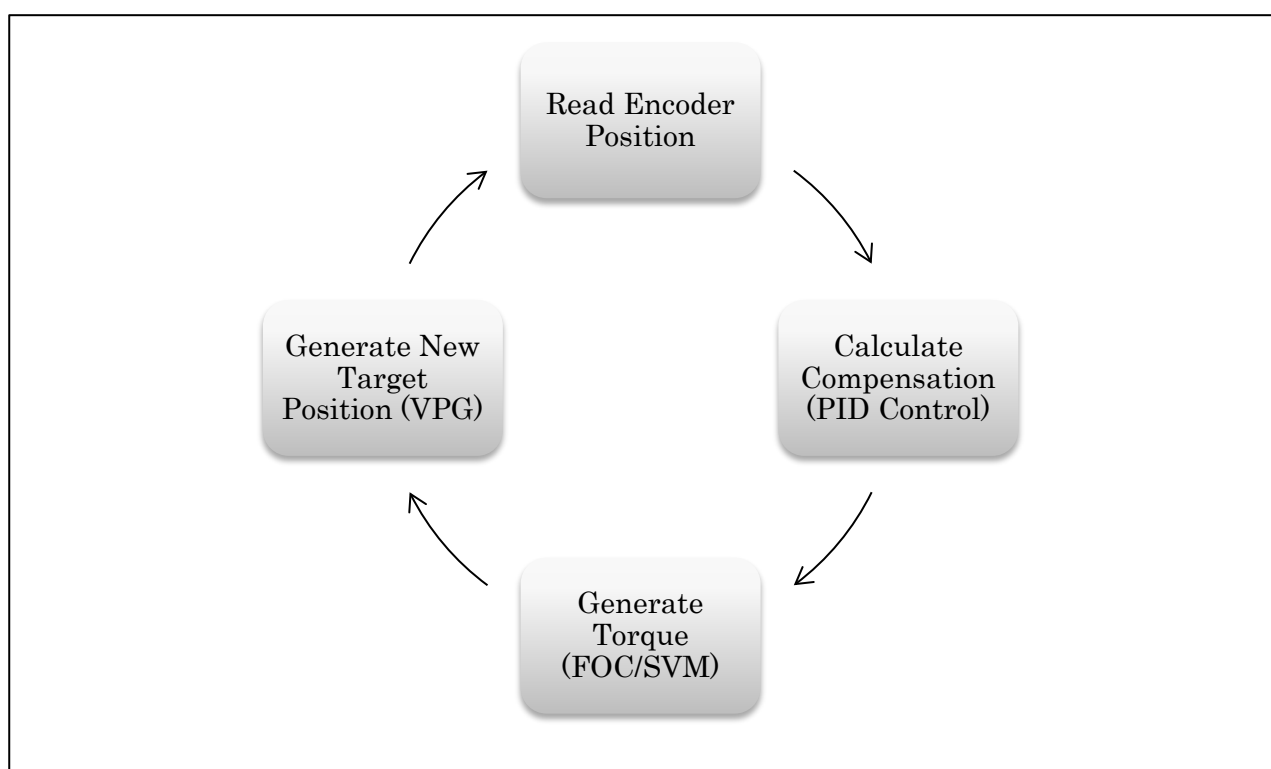 Read Encoder
Position
Calculate
Compensation
(PID Control)
Generate
Torque
(FOC/SVM)
Generate New
Target
Position (VPG)